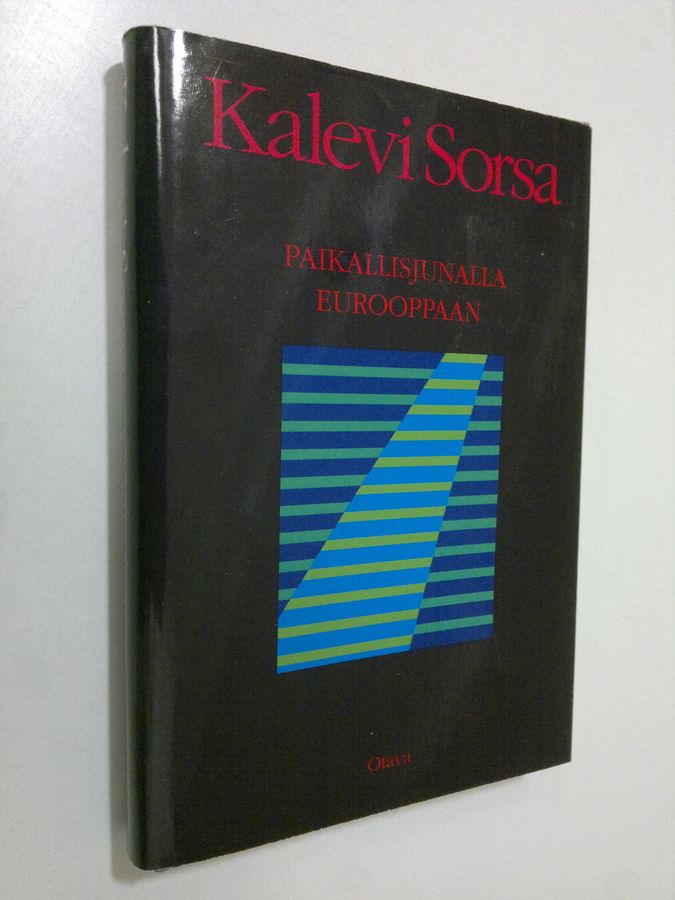 Kalevi Sorsa
PAIKALLISJUNALLA
EUROOPPAAN
Otava